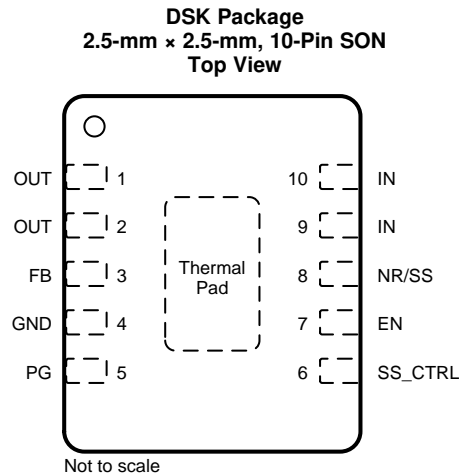 DSK Package
2.5-mm × 2.5-mm, 10-Pin SON
Top View
OUT 1 10 IN
OUT 2 9 IN
FB 3 Thermal Pad 8 NR/SS
GND 4 7 EN
PG 5 6 SS_CTRL
Not to scale